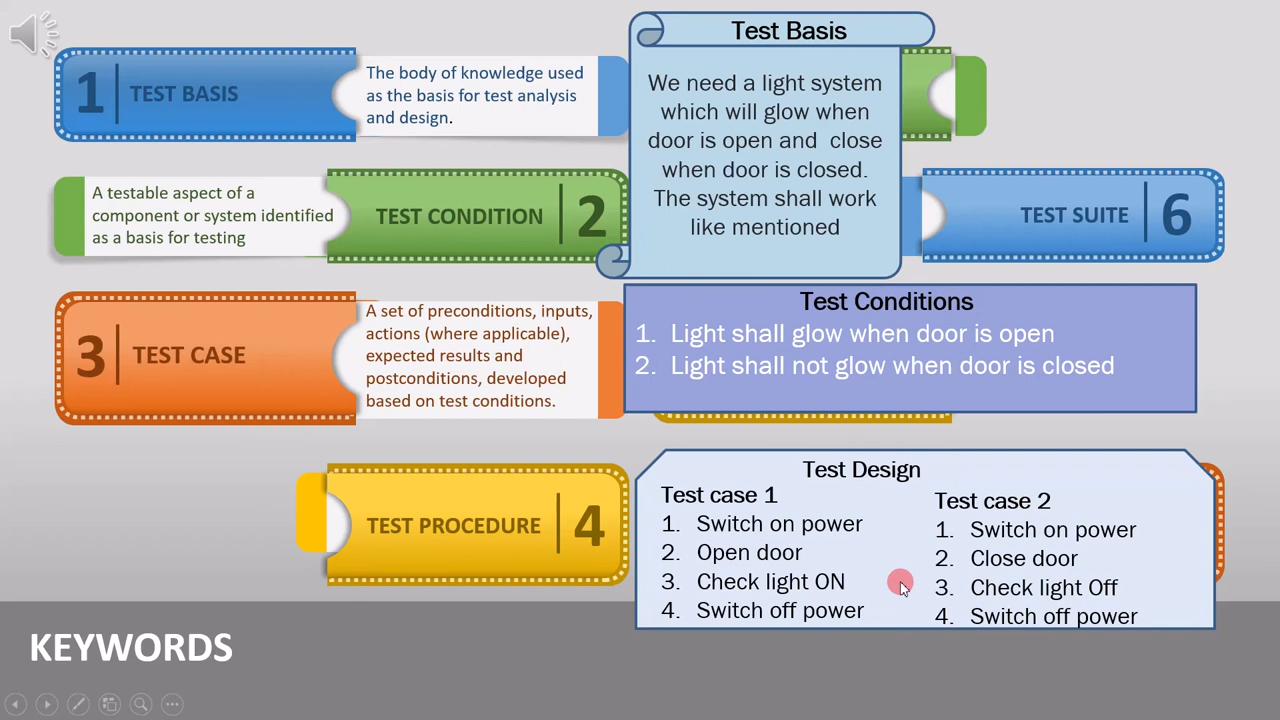 1 TEST BASIS
The body of knowledge used
as the basis for test analysis
and design.
A testable aspect of a
component or system identified
as a basis for testing
TEST CONDITION 2
3 TEST CASE
A set of preconditions, inputs,
actions (where applicable),
expected results and
postconditions, developed
based on test conditions.
TEST PROCEDURE 4
Test Basis
We need a light system
which will glow when
door is open and close
when door is closed.
The system shall work
like mentioned
TEST SUITE 6
Test Conditions
1. Light shall glow when door is open
2. Light shall not glow when door is closed
Test Design
Test case 1
1. Switch on power
2. Open door
3. Check light ON
4. Switch off power
Test case 2
1. Switch on power
2. Close door
3. Check light Off
4. Switch off power
KEYWORDS